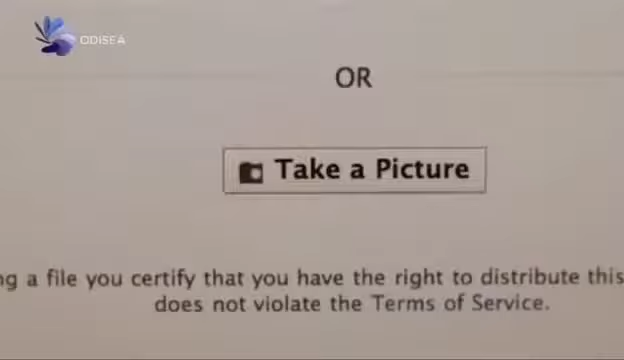 ODISEA
OR
Take a Picture
ng a file you certify that you have the right to distribute this
does not violate the Terms of Service.